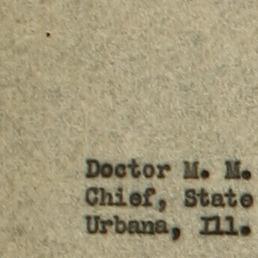 Doctor M. M.
Chief, State
Urbana, Ill.